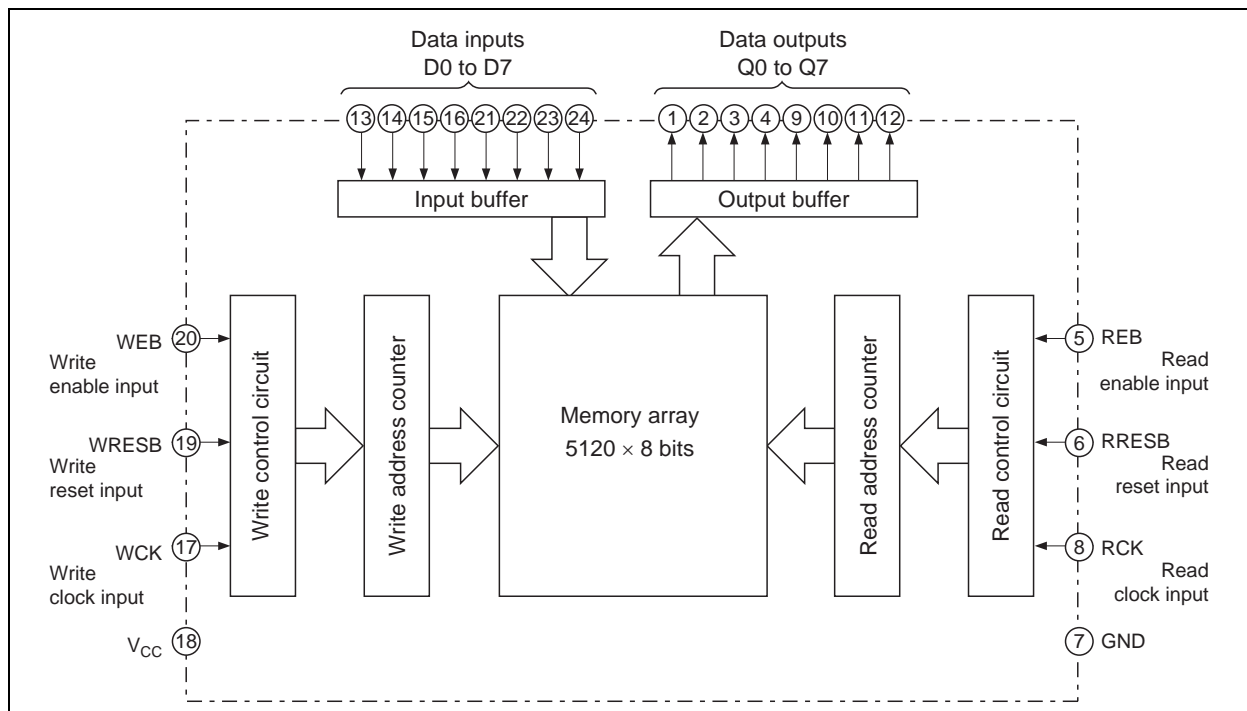 Data inputs
D0 to D7
Data outputs
Q0 to Q7
13 14 15 16 21 22 23 24
1 2 3 4 9 10 11 12
Input buffer
Output buffer
WEB 20
Write
enable input
WRESB 19
Write
reset input
WCK 17
Write
clock input
VCC 18
Write control circuit
Write address counter
Memory array
5120 × 8 bits
Read address counter
Read control circuit
5 REB
Read
enable input
6 RRESB
Read
reset input
8 RCK
Read
clock input
7 GND